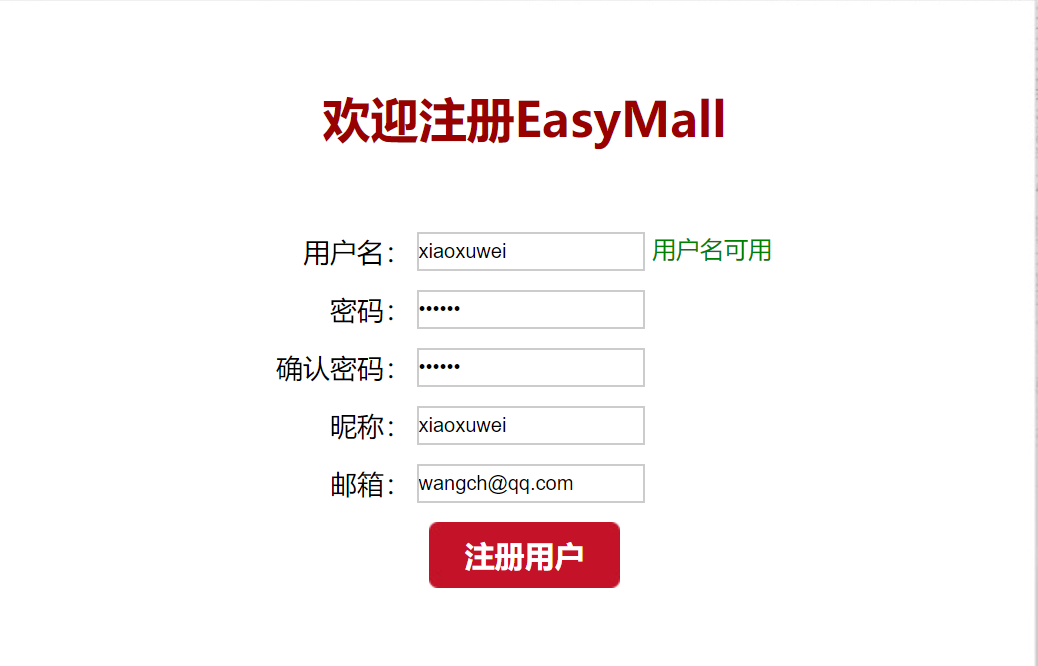 欢迎注册EasyMall
用户名： xiaoxuwei 用户名可用
密码： ••••••
确认密码： ••••••
昵称： xiaoxuwei
邮箱： wangch@qq.com
注册用户